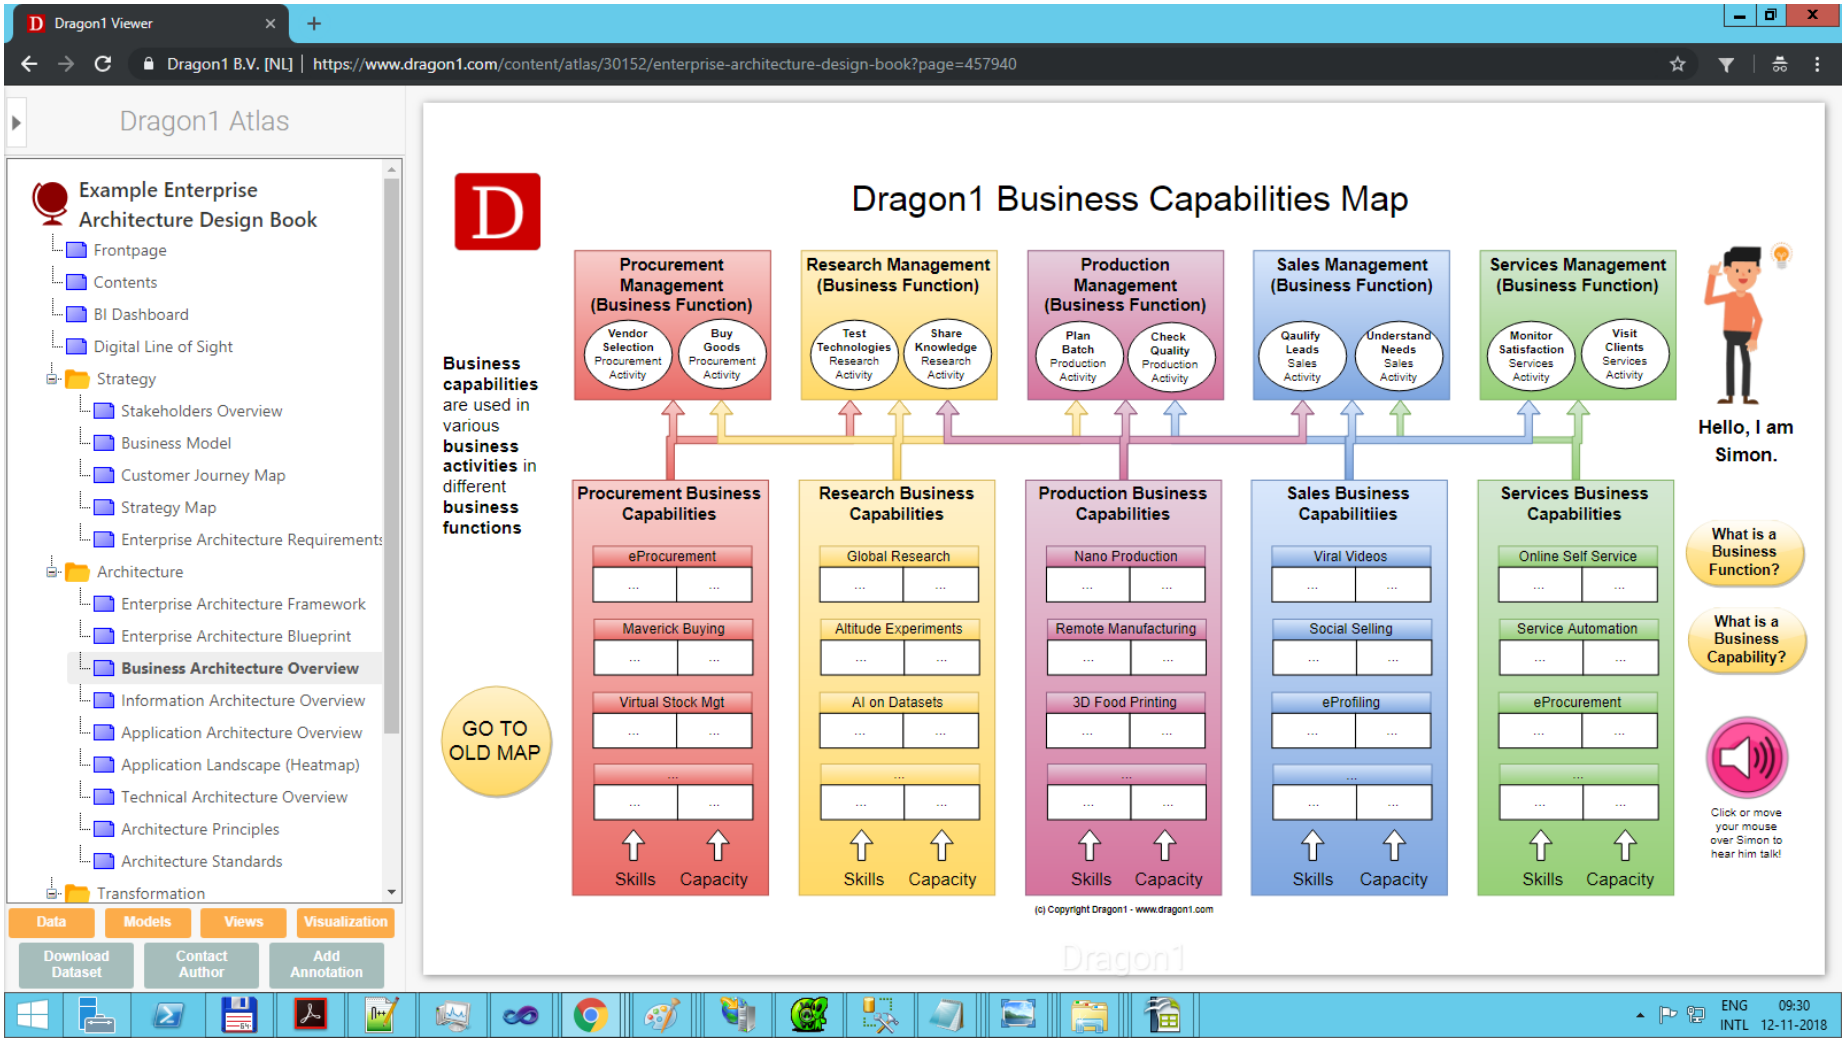 D Dragon1 Viewer
Dragon1 B.V. [NL] | https://www.dragon1.com/content/atlas/30152/enterprise-architecture-design-book?page=457940
Dragon1 Atlas
Example Enterprise
Architecture Design Book
Frontpage
Contents
BI Dashboard
Digital Line of Sight
Strategy
Stakeholders Overview
Business Model
Customer Journey Map
Strategy Map
Enterprise Architecture Requirements
Architecture
Enterprise Architecture Framework
Enterprise Architecture Blueprint
Business Architecture Overview
Information Architecture Overview
Application Architecture Overview
Application Landscape (Heatmap)
Technical Architecture Overview
Architecture Principles
Architecture Standards
Transformation
Data
Models
Views
Visualization
Download
Dataset
Contact
Author
Add
Annotation
D
Dragon1 Business Capabilities Map
Business
capabilities
are used in
various
business
activities in
different
business
functions
GO TO
OLD MAP
Procurement
Management
(Business Function)
Vendor
Selection
Procurement
Activity
Buy
Goods
Procurement
Activity
Research Management
(Business Function)
Test
Technologies
Research
Activity
Share
Knowledge
Research
Activity
Production
Management
(Business Function)
Plan
Batch
Production
Activity
Check
Quality
Production
Activity
Sales Management
(Business Function)
Qaulify
Leads
Sales
Activity
Understand
Needs
Sales
Activity
Services Management
(Business Function)
Monitor
Satisfaction
Services
Activity
Visit
Clients
Services
Activity
Procurement Business
Capabilities
eProcurement
... ...
Maverick Buying
... ...
Virtual Stock Mgt
... ...
...
... ...
Skills Capacity
Research Business
Capabilities
Global Research
... ...
Altitude Experiments
... ...
AI on Datasets
... ...
...
... ...
Skills Capacity
Production Business
Capabilities
Nano Production
... ...
Remote Manufacturing
... ...
3D Food Printing
... ...
...
... ...
Skills Capacity
Sales Business
Capabilitiies
Viral Videos
... ...
Social Selling
... ...
eProfiling
... ...
...
... ...
Skills Capacity
Services Business
Capabilities
Online Self Service
... ...
Service Automation
... ...
eProcurement
... ...
...
... ...
Skills Capacity
Hello, I am
Simon.
What is a
Business
Function?
What is a
Business
Capability?
Click or move
your mouse
over Simon to
hear him talk!
(c) Copyright Dragon1 - www.dragon1.com
Dragon1
ENG 09:30
INTL 12-11-2018